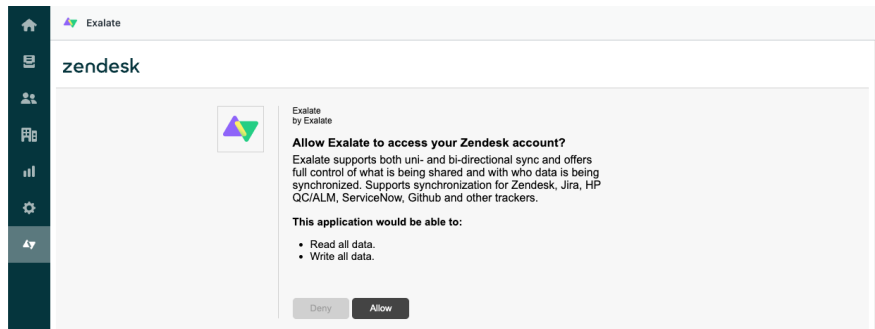 Exalate
zendesk
Exalate
by Exalate
Allow Exalate to access your Zendesk account?
Exalate supports both uni- and bi-directional sync and offers
full control of what is being shared and with who data is being
synchronized. Supports synchronization for Zendesk, Jira, HP
QC/ALM, ServiceNow, Github and other trackers.
This application would be able to:
• Read all data.
• Write all data.
Deny Allow